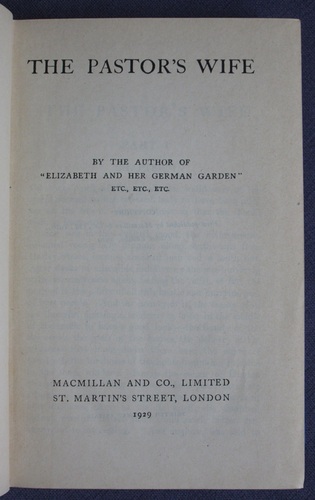 THE PASTOR'S WIFE
BY THE AUTHOR OF
"ELIZABETH AND HER GERMAN GARDEN"
ETC., ETC., ETC.
MACMILLAN AND CO., LIMITED
ST. MARTIN'S STREET, LONDON
1929